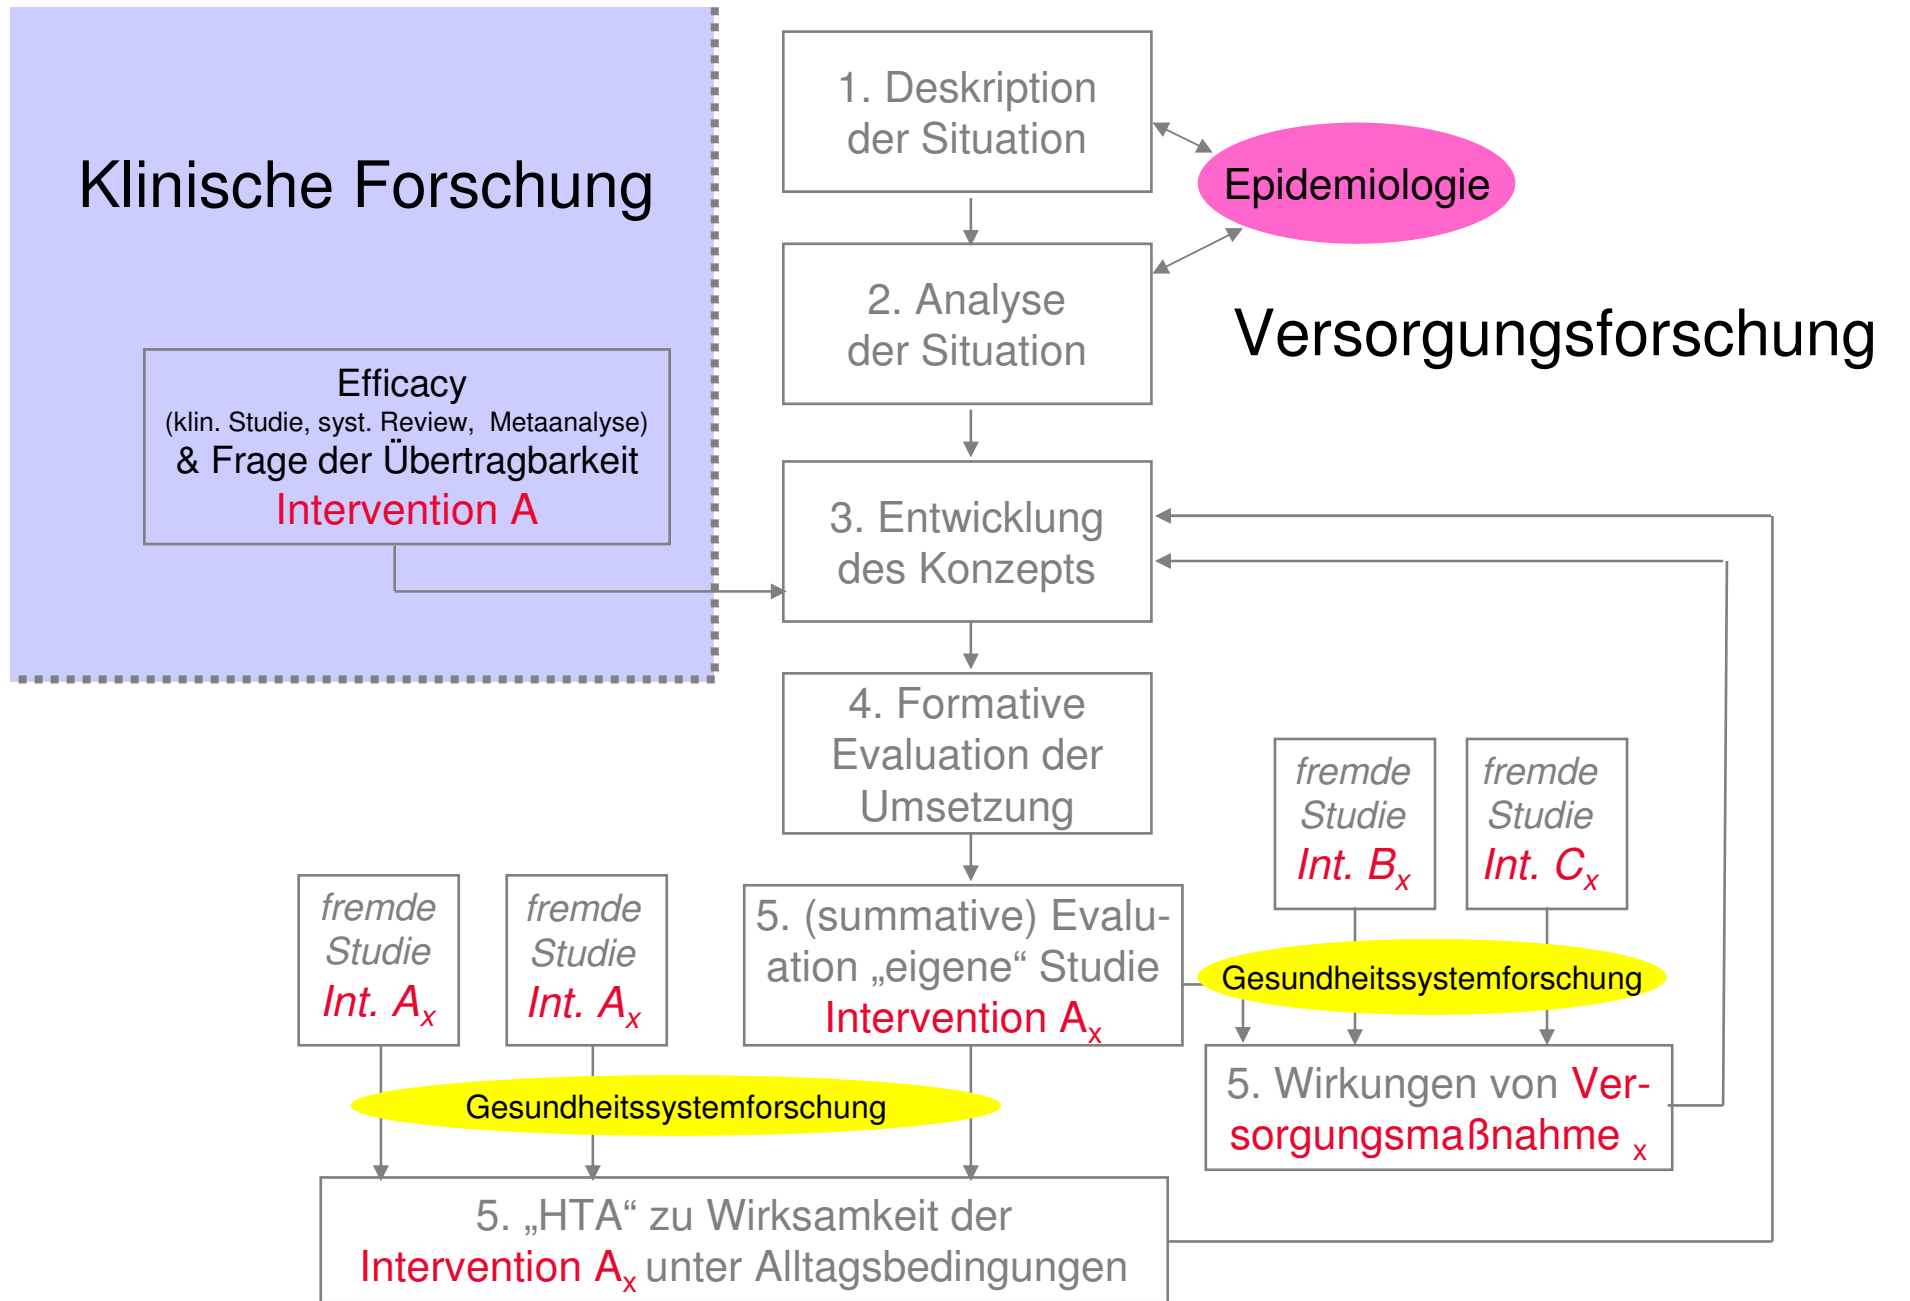 Klinische Forschung
Efficacy
(klin. Studie, syst. Review, Metaanalyse)
& Frage der Übertragbarkeit
Intervention A
1. Deskription
der Situation
Epidemiologie
2. Analyse
der Situation
Versorgungsforschung
3. Entwicklung
des Konzepts
4. Formative
Evaluation der
Umsetzung
fremde
Studie
Int. Bx
fremde
Studie
Int. Cx
fremde
Studie
Int. Ax
fremde
Studie
Int. Ax
5. (summative) Evalu-
ation „eigene“ Studie
Intervention Ax
Gesundheitssystemforschung
5. Wirkungen von Ver-
sorgungsmaßnahme x
Gesundheitssystemforschung
5. „HTA“ zu Wirksamkeit der
Intervention Ax unter Alltagsbedingungen